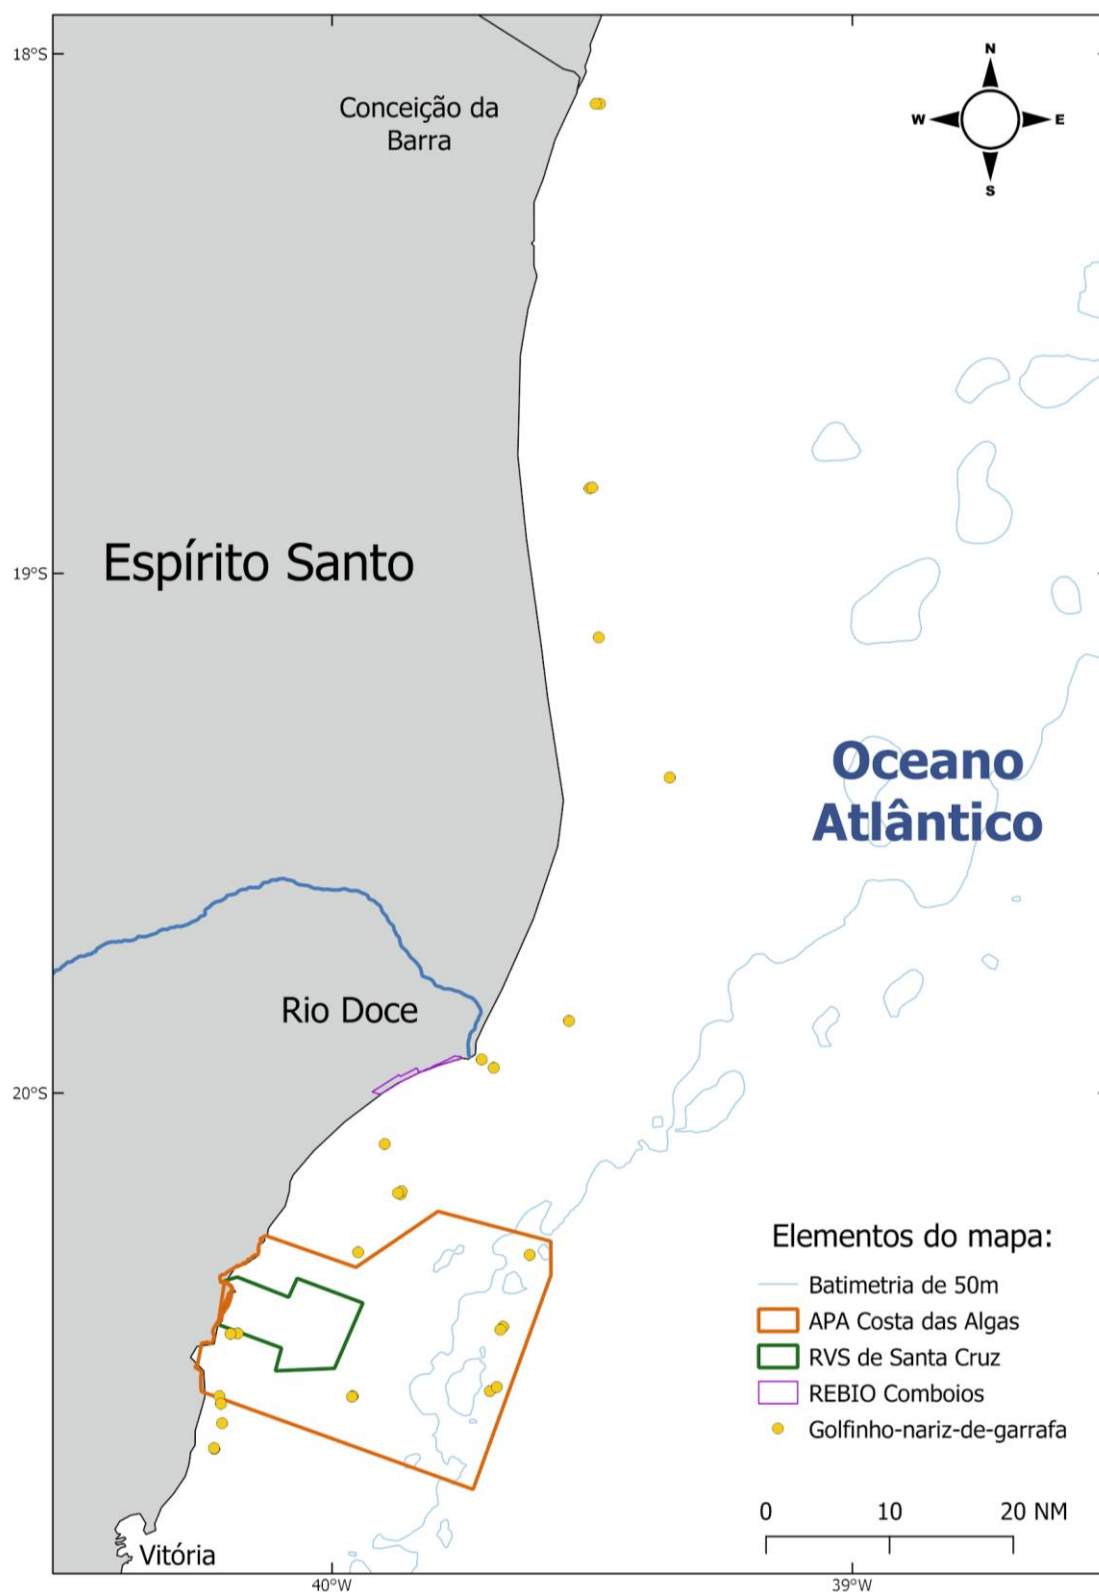 18°S
N
Conceição da
Barra
W
E
S
Espírito Santo
19°S
Oceano
Atlântico
Rio Doce
20°S
Elementos do mapa:
Batimetria de 50m
APA Costa das Algas
RVS de Santa Cruz
REBIO Comboios
Golfinho-nariz-de-garrafa
0 10 20 NM
Vitória
40°W 39°W